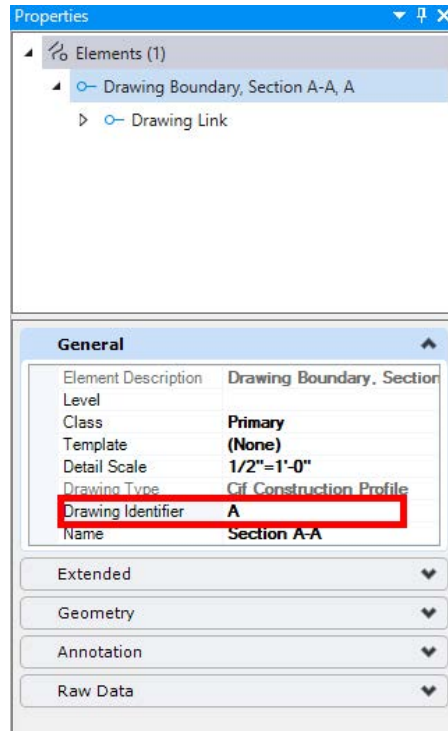 Properties
Elements (1)
Drawing Boundary, Section A-A, A
Drawing Link
General
Element Description Drawing Boundary, Section
Level
Class Primary
Template (None)
Detail Scale 1/2"=1'-0"
Drawing Type Cif Construction Profile
Drawing Identifier A
Name Section A-A
Extended
Geometry
Annotation
Raw Data